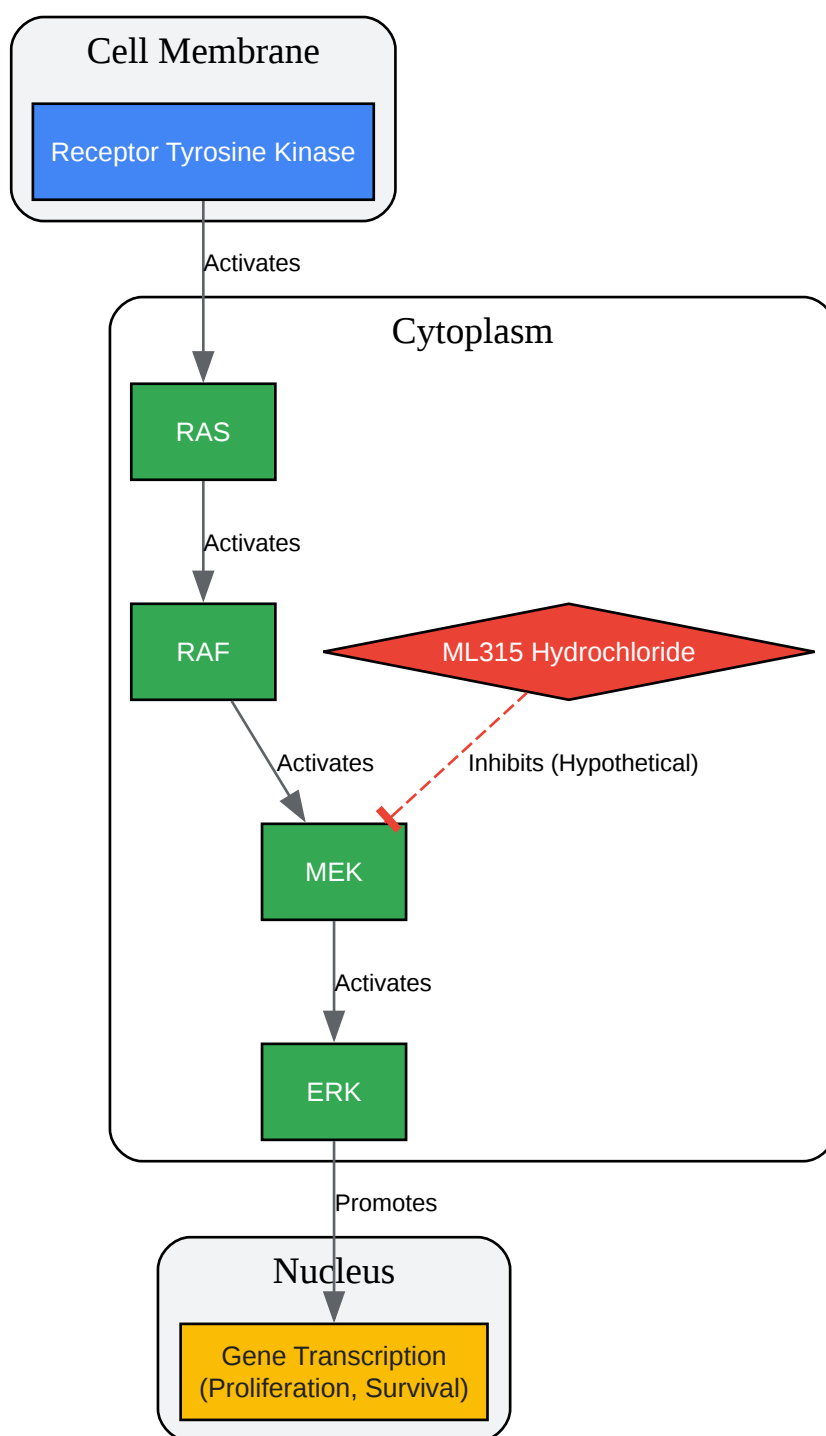 Cell Membrane
Receptor Tyrosine Kinase
Activates
Cytoplasm
RAS
Activates
RAF
ML315 Hydrochloride
Activates
Inhibits (Hypothetical)
MEK
Activates
ERK
Promotes
Nucleus
Gene Transcription
(Proliferation, Survival)